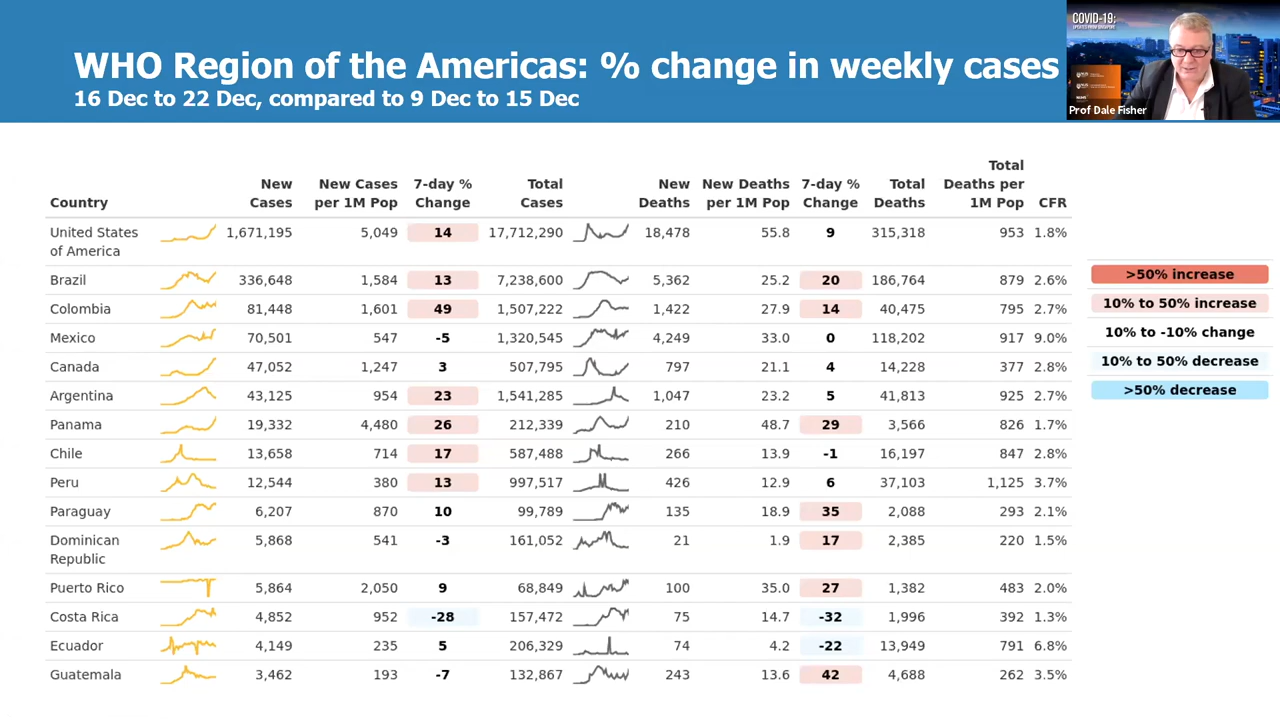 WHO Region of the Americas: % change in weekly cases
16 Dec to 22 Dec, compared to 9 Dec to 15 Dec
COVID-19:
Prof Dale Fisher
Country New Cases New Cases per 1M Pop 7-day % Change Total Cases New Deaths New Deaths per 1M Pop 7-day % Change Total Deaths Total Deaths per 1M Pop CFR
United States of America 1,671,195 5,049 14 17,712,290 18,478 55.8 9 315,318 953 1.8%
Brazil 336,648 1,584 13 7,238,600 5,362 25.2 20 186,764 879 2.6%
Colombia 81,448 1,601 49 1,507,222 1,422 27.9 14 40,475 795 2.7%
Mexico 70,501 547 -5 1,320,545 4,249 33.0 0 118,202 917 9.0%
Canada 47,052 1,247 3 507,795 797 21.1 4 14,228 377 2.8%
Argentina 43,125 954 23 1,541,285 1,047 23.2 5 41,813 925 2.7%
Panama 19,332 4,480 26 212,339 210 48.7 29 3,566 826 1.7%
Chile 13,658 714 17 587,488 266 13.9 -1 16,197 847 2.8%
Peru 12,544 380 13 997,517 426 12.9 6 37,103 1,125 3.7%
Paraguay 6,207 870 10 99,789 135 18.9 35 2,088 293 2.1%
Dominican Republic 5,868 541 -3 161,052 21 1.9 17 2,385 220 1.5%
Puerto Rico 5,864 2,050 9 68,849 100 35.0 27 1,382 483 2.0%
Costa Rica 4,852 952 -28 157,472 75 14.7 -32 1,996 392 1.3%
Ecuador 4,149 235 5 206,329 74 4.2 -22 13,949 791 6.8%
Guatemala 3,462 193 -7 132,867 243 13.6 42 4,688 262 3.5%
>50% increase
10% to 50% increase
10% to -10% change
10% to 50% decrease
>50% decrease